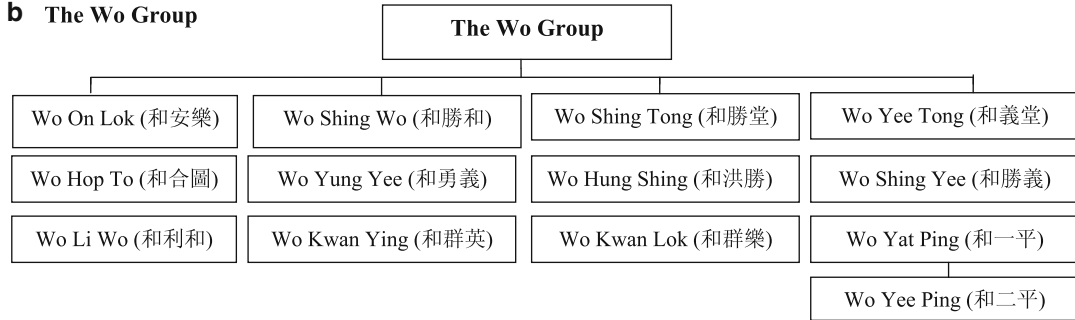 b The Wo Group
The Wo Group
Wo On Lok (和安樂)
Wo Shing Wo (和勝和)
Wo Shing Tong (和勝堂)
Wo Yee Tong (和義堂)
Wo Hop To (和合圖)
Wo Yung Yee (和勇義)
Wo Hung Shing (和洪勝)
Wo Shing Yee (和勝義)
Wo Li Wo (和利和)
Wo Kwan Ying (和群英)
Wo Kwan Lok (和群樂)
Wo Yat Ping (和一平)
Wo Yee Ping (和二平)